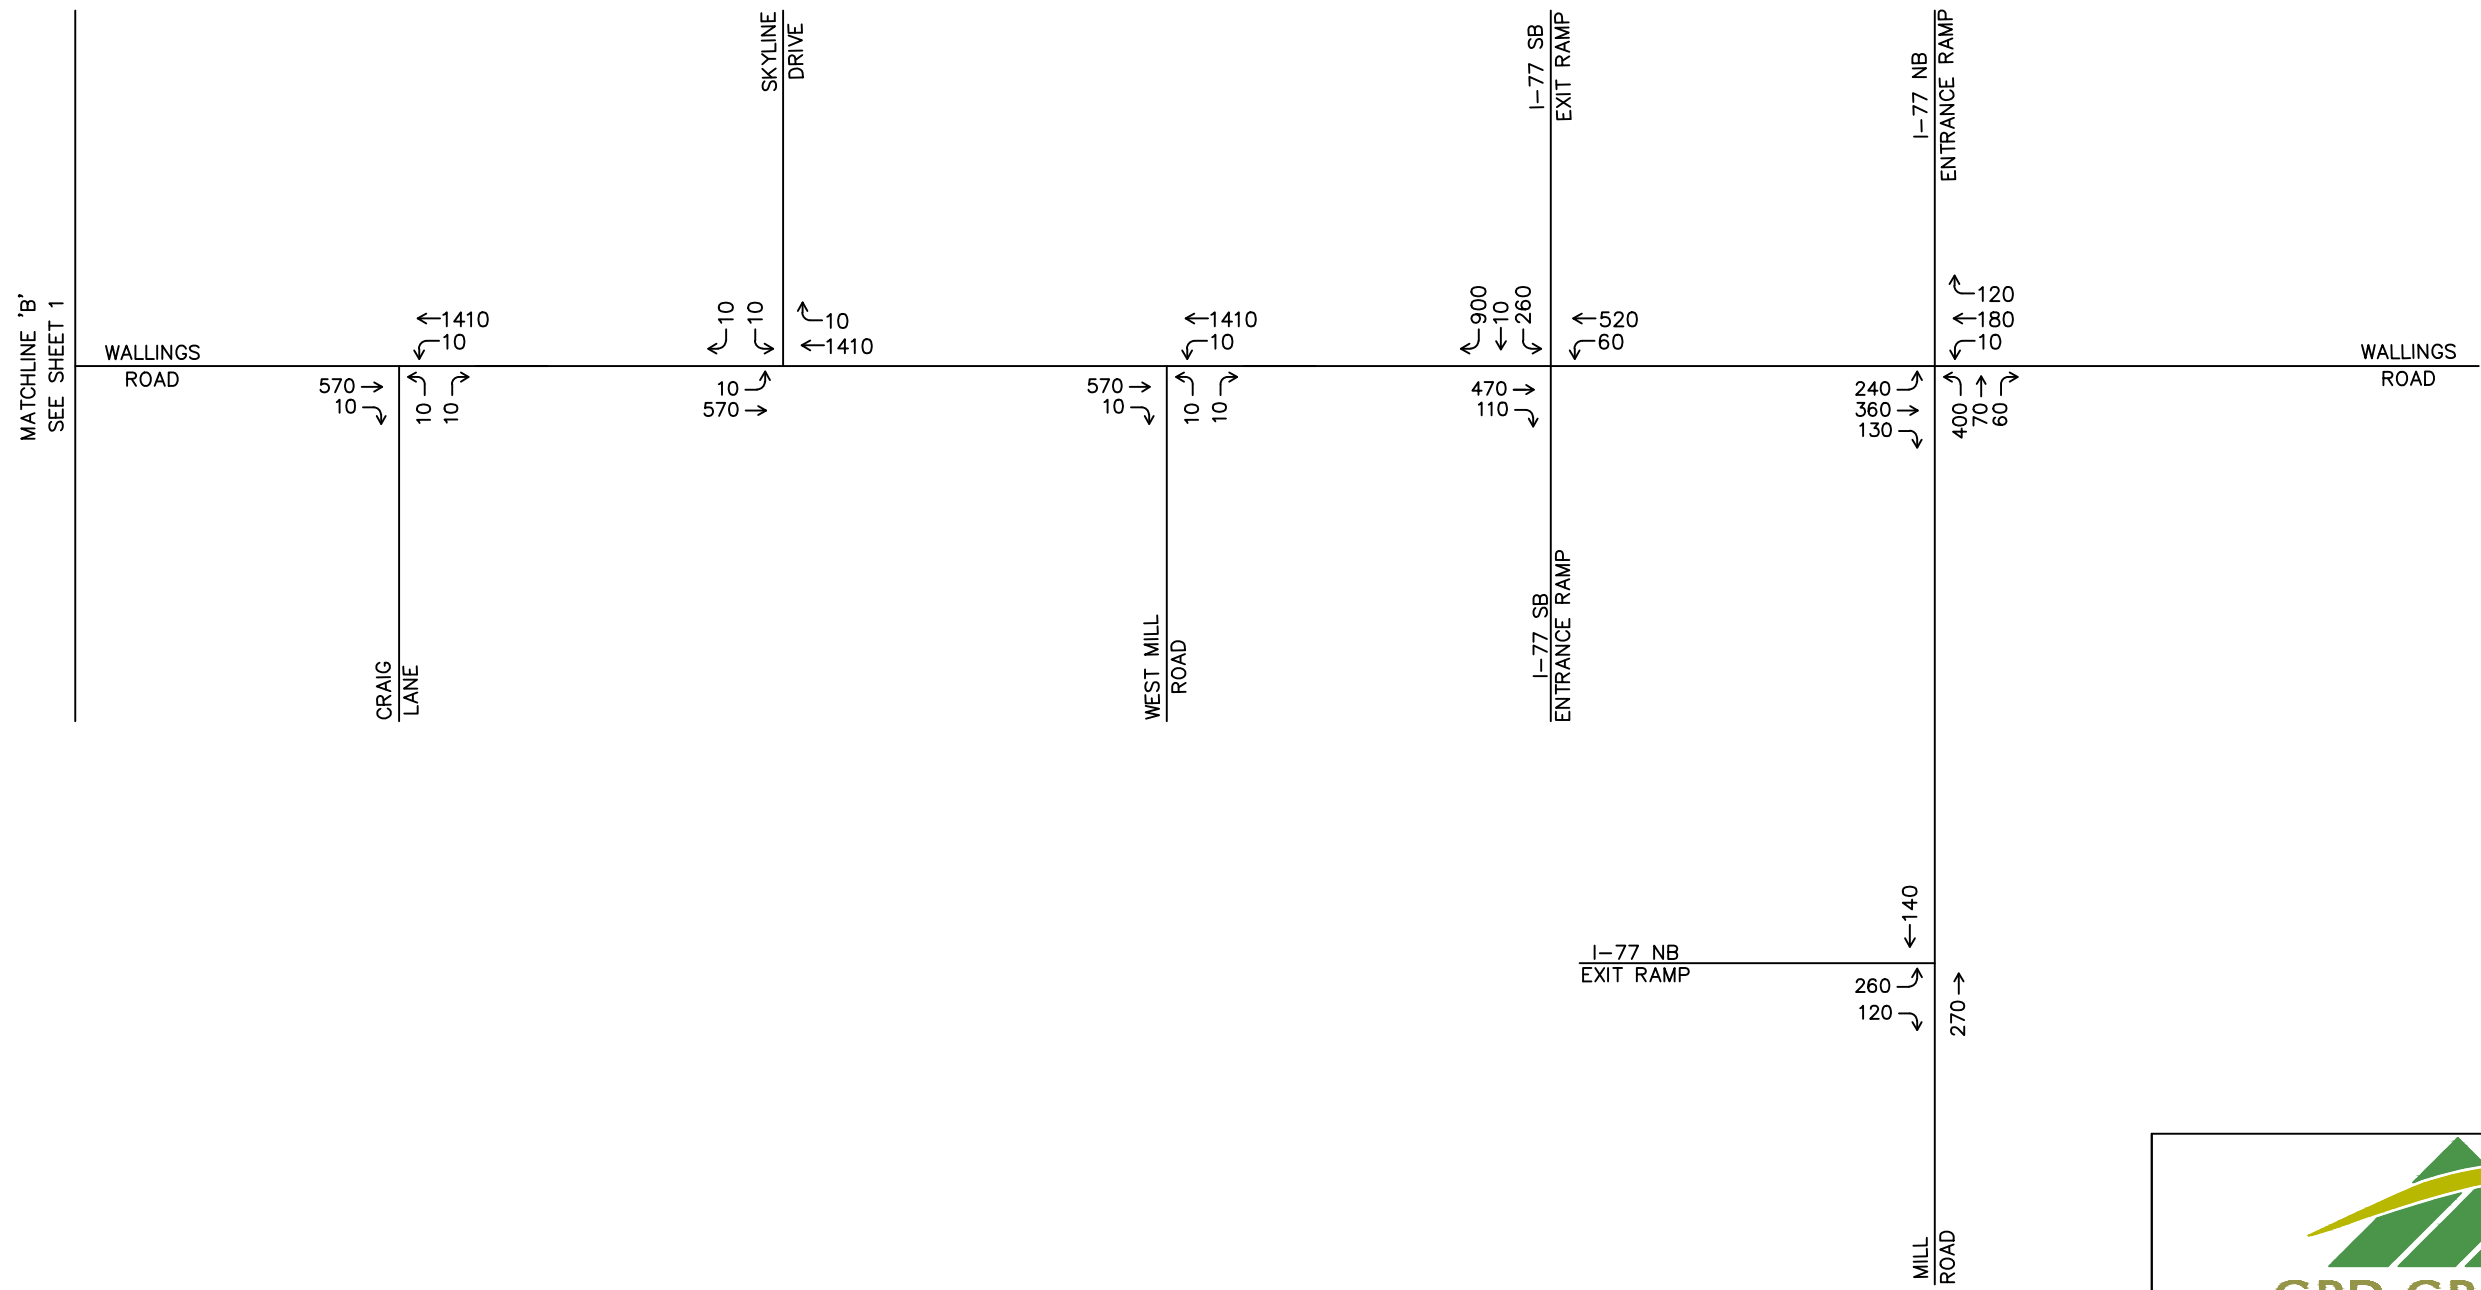 MATCHLINE 'B'
SEE SHEET 1
WALLINGS
ROAD
←1410
10
570
10
10
10
CRAIG
LANE
SKYLINE
DRIVE
10
10
10
1410
10
570
1410
10
570
10
10
10
WEST MILL
ROAD
I-77 SB
EXIT RAMP
900
10
260
520
60
470
110
I-77 SB
ENTRANCE RAMP
I-77 NB
ENTRANCE RAMP
120
180
10
240
360
130
400
70
60
WALLINGS
ROAD
140
I-77 NB
EXIT RAMP
260
120
270
MILL
ROAD